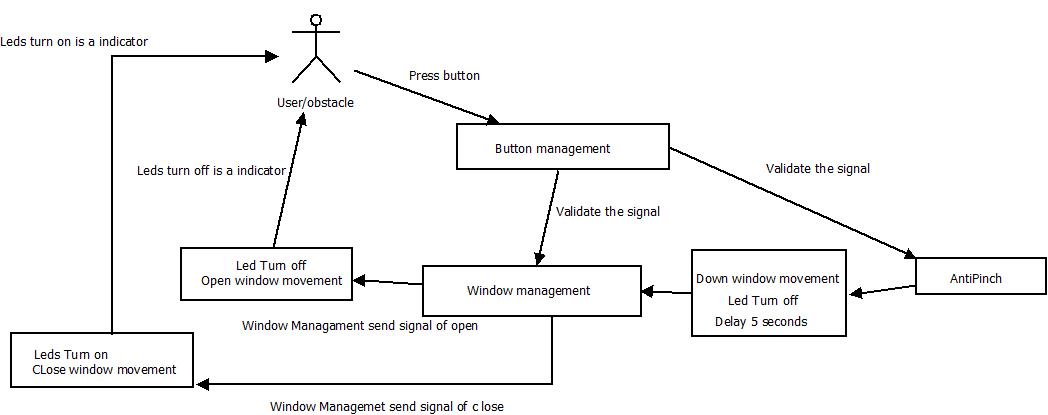 Leds turn on is a indicator
Press button
User/obstacle
Button management
Leds turn off is a indicator
Validate the signal
Validate the signal
Led Turn off
Open window movement
Window management
Down window movement
Led Turn off
Delay 5 seconds
AntiPinch
Window Managament send signal of open
Leds Turn on
CLose window movement
Window Managemet send signal of close